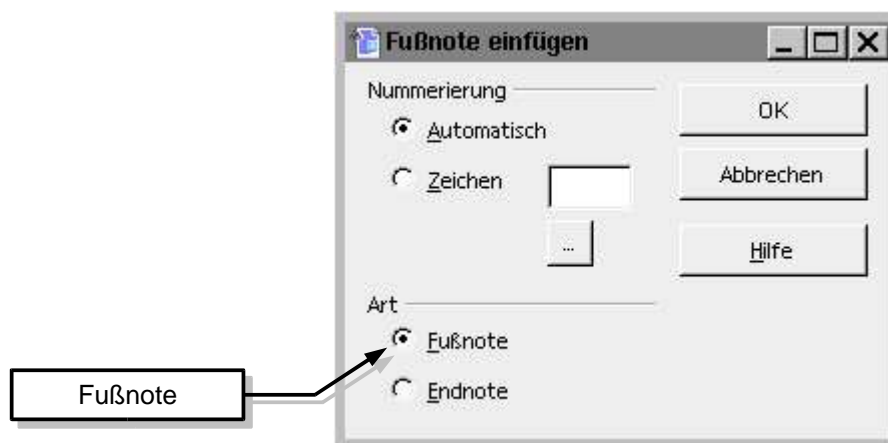 Fußnote einfügen
Nummerierung
Automatisch
Zeichen
...
Art
Fußnote
Endnote
OK
Abbrechen
Hilfe
Fußnote